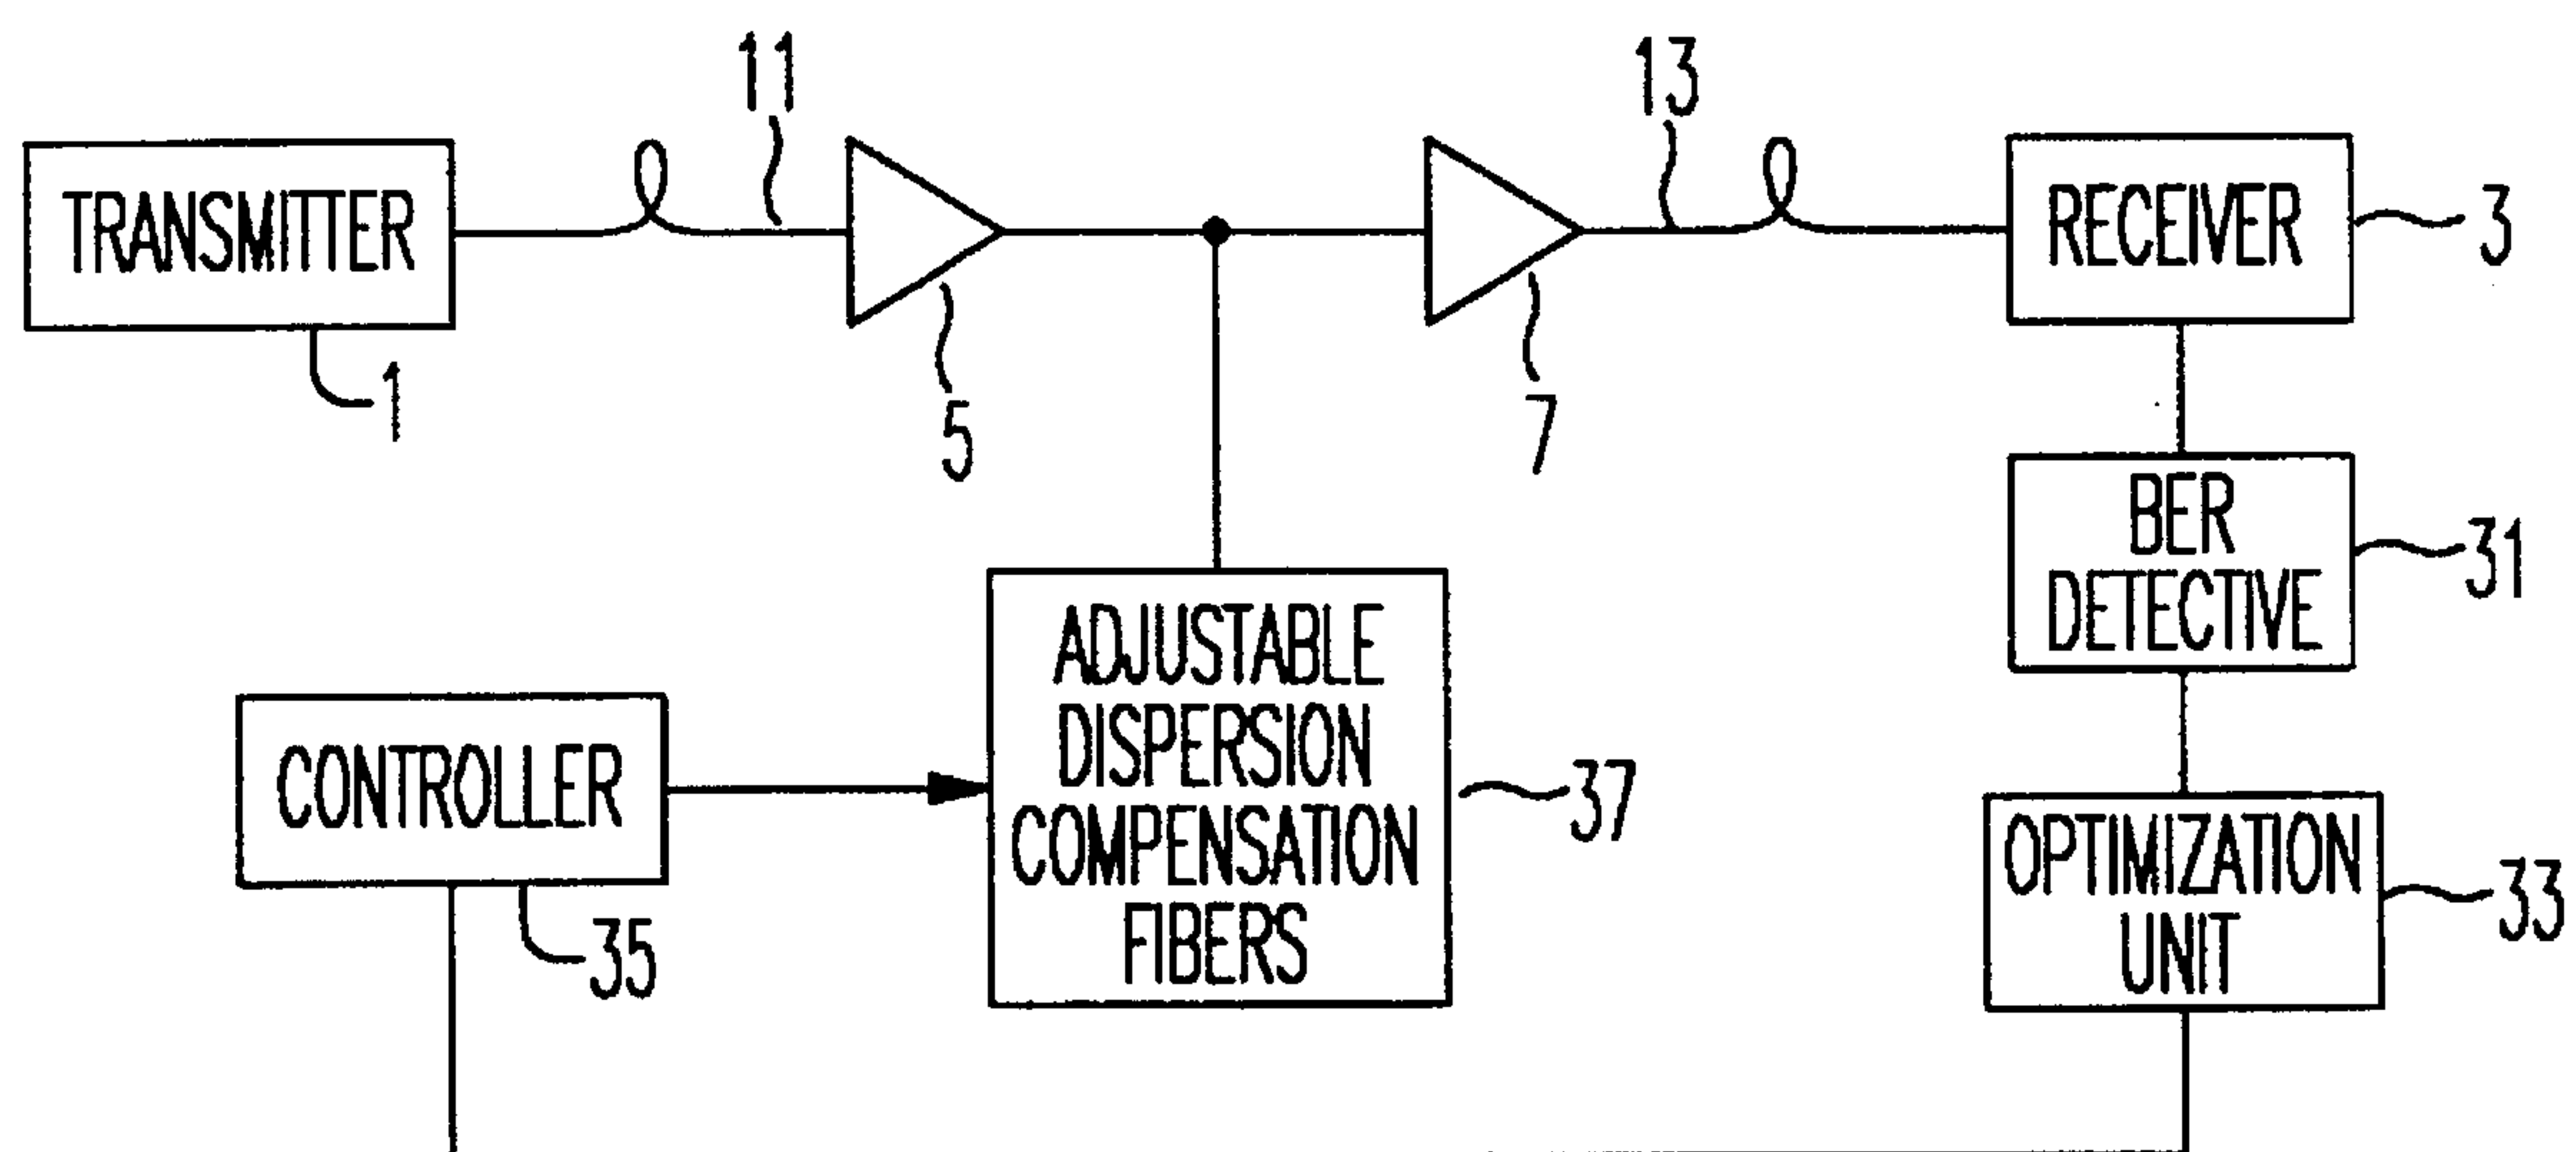 11
13
TRANSMITTER
RECEIVER
3
1
5
7
BER
DETECTIVE
31
ADJUSTABLE
DISPERSION
COMPENSATION
FIBERS
37
CONTROLLER
35
OPTIMIZATION
UNIT
33